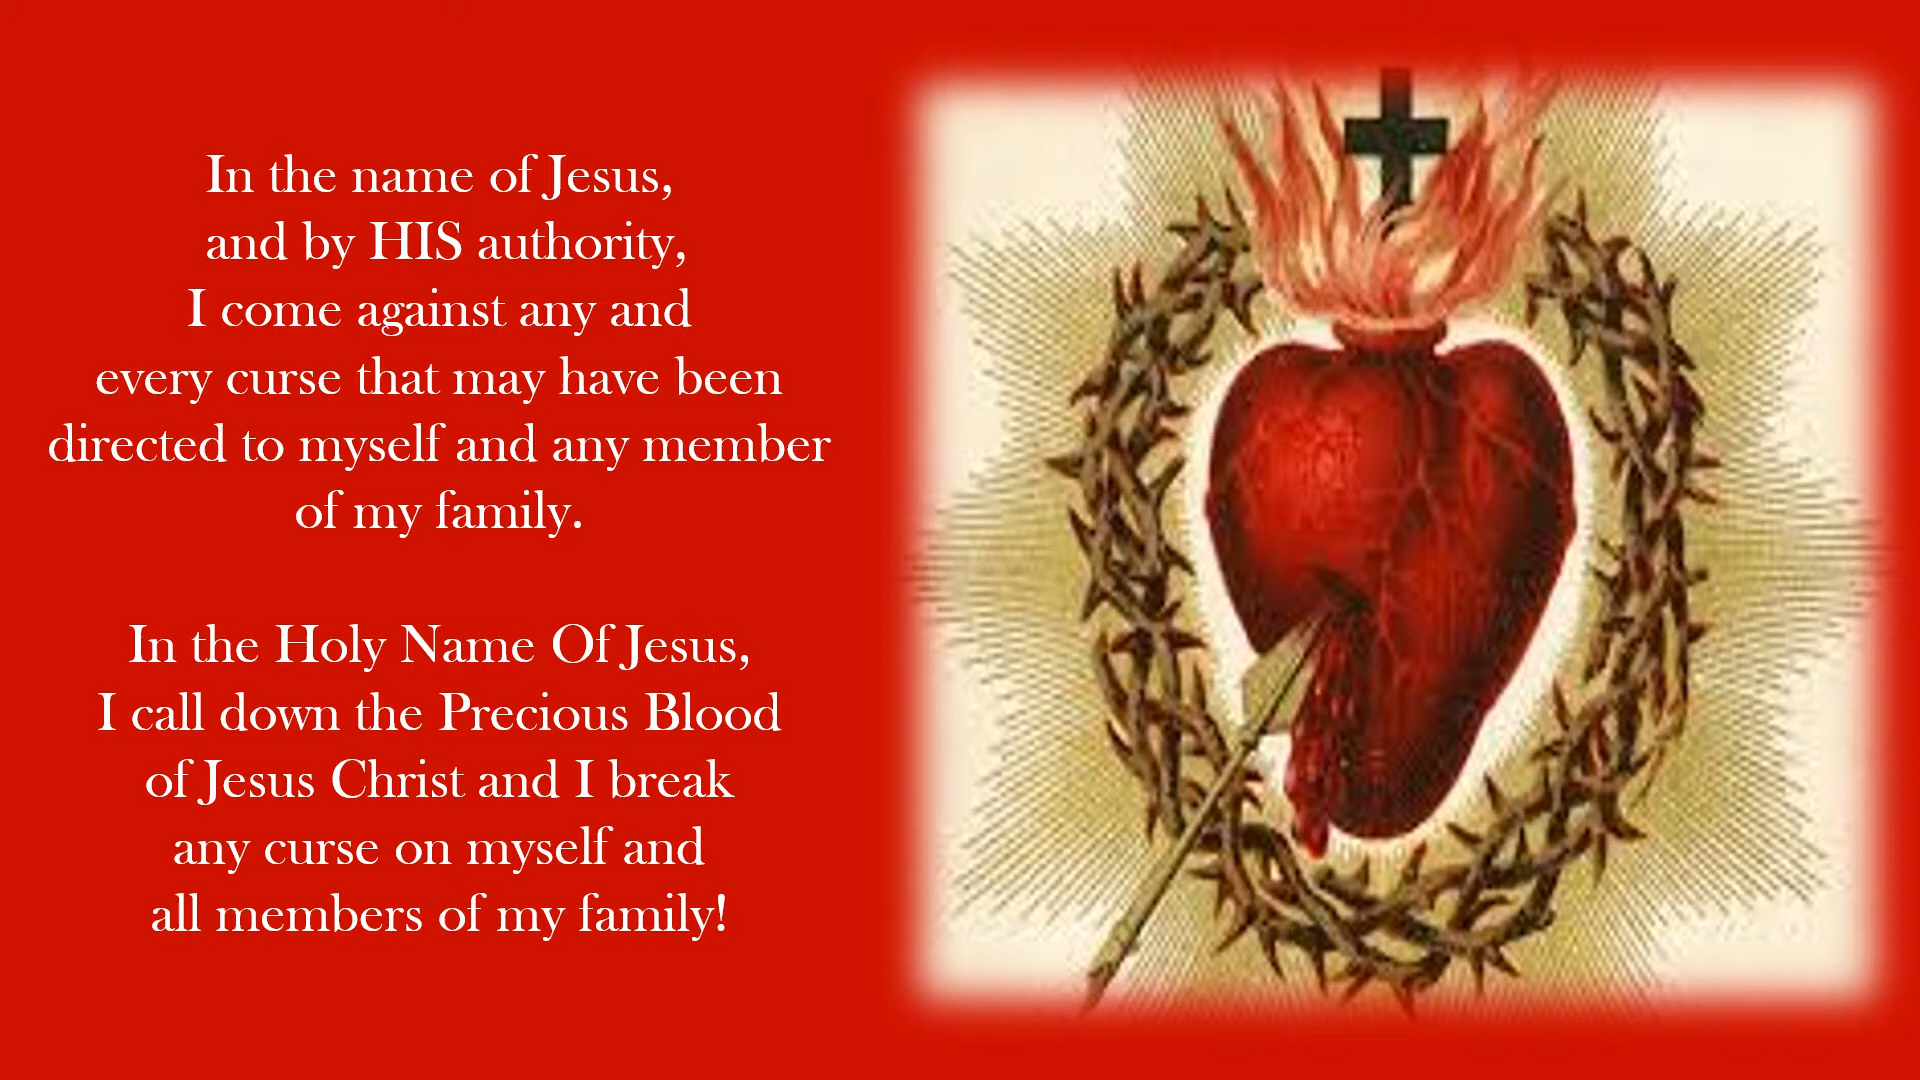 In the name of Jesus,
and by HIS authority,
I come against any and
every curse that may have been
directed to myself and any member
of my family.
In the Holy Name Of Jesus,
I call down the Precious Blood
of Jesus Christ and I break
any curse on myself and
all members of my family!